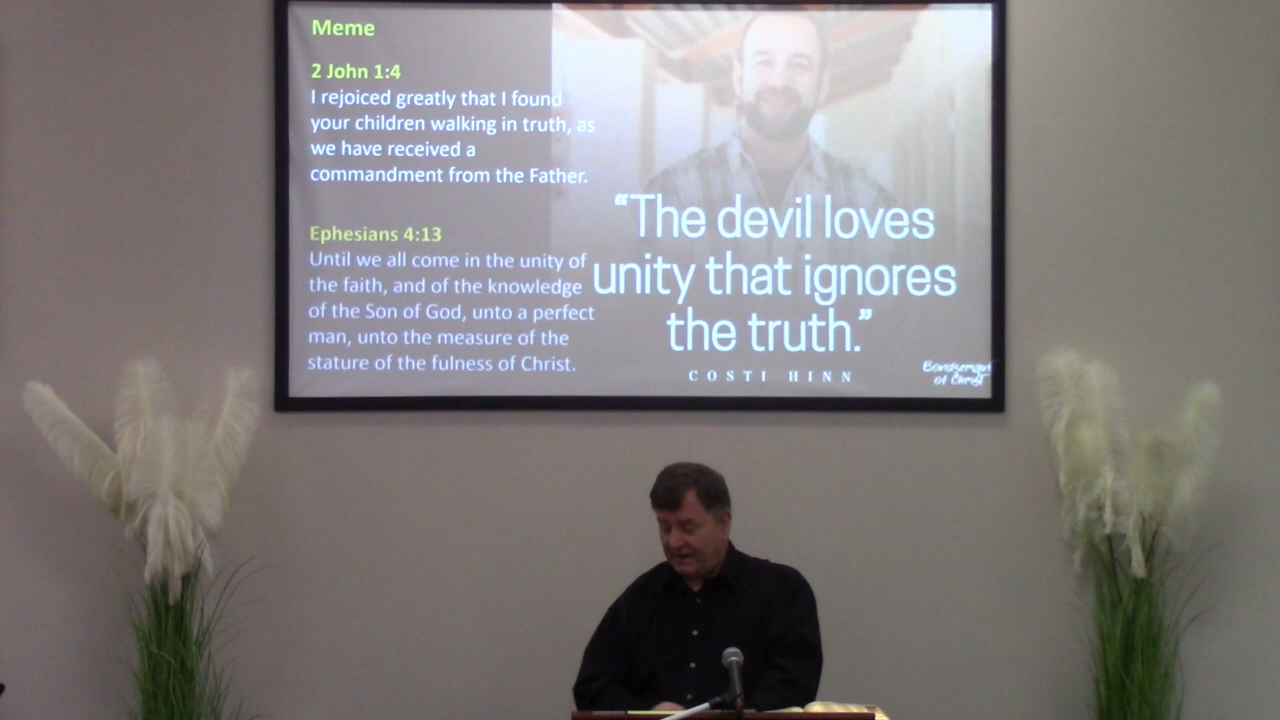 Meme
2 John 1:4
I rejoiced greatly that I found
your children walking in truth, as
we have received a
commandment from the Father.
Ephesians 4:13
Until we all come in the unity of
the faith, and of the knowledge
of the Son of God, unto a perfect
man, unto the measure of the
stature of the fulness of Christ.
“The devil loves
unity that ignores
the truth.”
COSTI HINN
of Christ